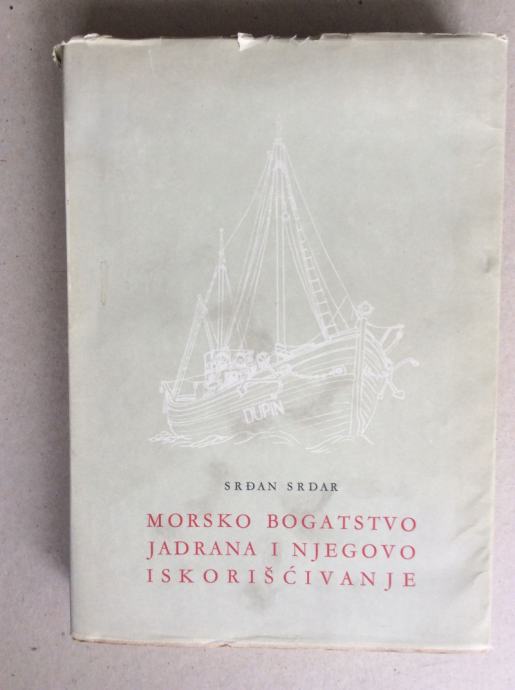 DUPIN
SRĐAN SRDAR
MORSKO BOGATSTVO
JADRANA I NJEGOVO
ISKORIŠĆIVANJE